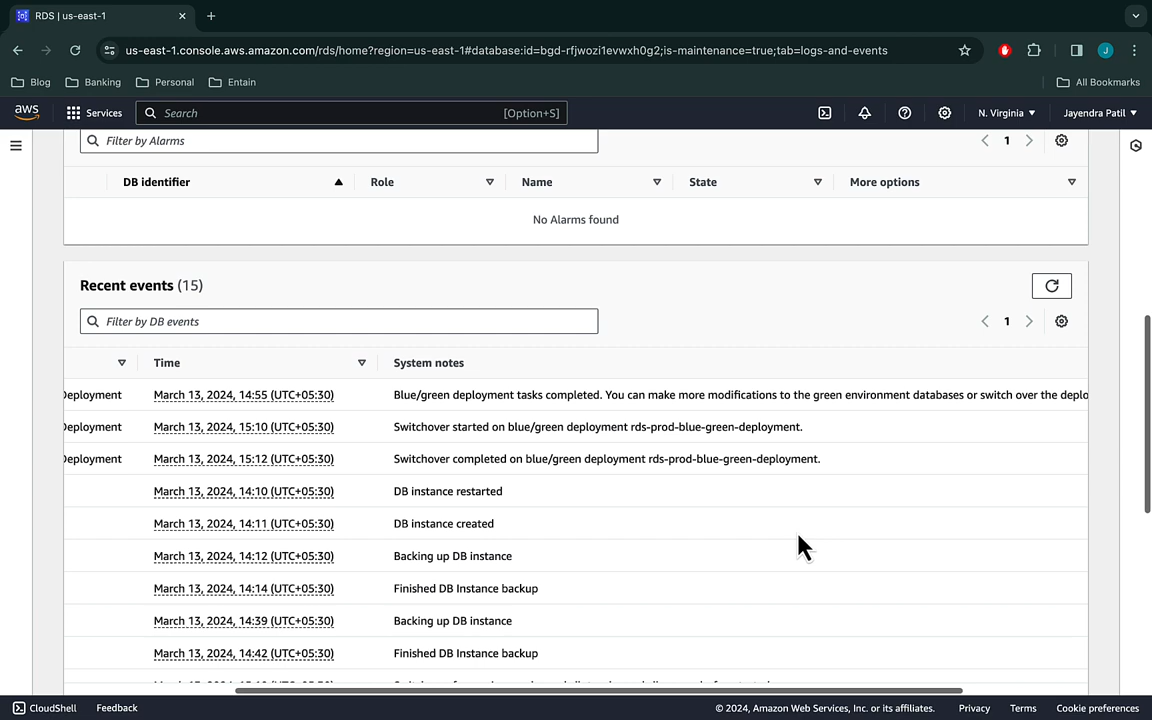 RDS | us-east-1
us-east-1.console.aws.amazon.com/rds/home?region=us-east-1#database:id=bgd-rfjwozi1evwxh0g2;is-maintenance=true;tab=logs-and-events
J
Blog Banking Personal Entain All Bookmarks
aws Services Search [Option+S] N. Virginia Jayendra Patil
Filter by Alarms 1
DB identifier Role Name State More options
No Alarms found
Recent events (15)
Filter by DB events 1
Time System notes
Deployment March 13, 2024, 14:55 (UTC+05:30) Blue/green deployment tasks completed. You can make more modifications to the green environment databases or switch over the deplo
Deployment March 13, 2024, 15:10 (UTC+05:30) Switchover started on blue/green deployment rds-prod-blue-green-deployment.
Deployment March 13, 2024, 15:12 (UTC+05:30) Switchover completed on blue/green deployment rds-prod-blue-green-deployment.
March 13, 2024, 14:10 (UTC+05:30) DB instance restarted
March 13, 2024, 14:11 (UTC+05:30) DB instance created
March 13, 2024, 14:12 (UTC+05:30) Backing up DB instance
March 13, 2024, 14:14 (UTC+05:30) Finished DB Instance backup
March 13, 2024, 14:39 (UTC+05:30) Backing up DB instance
March 13, 2024, 14:42 (UTC+05:30) Finished DB Instance backup
CloudShell Feedback © 2024, Amazon Web Services, Inc. or its affiliates. Privacy Terms Cookie preferences